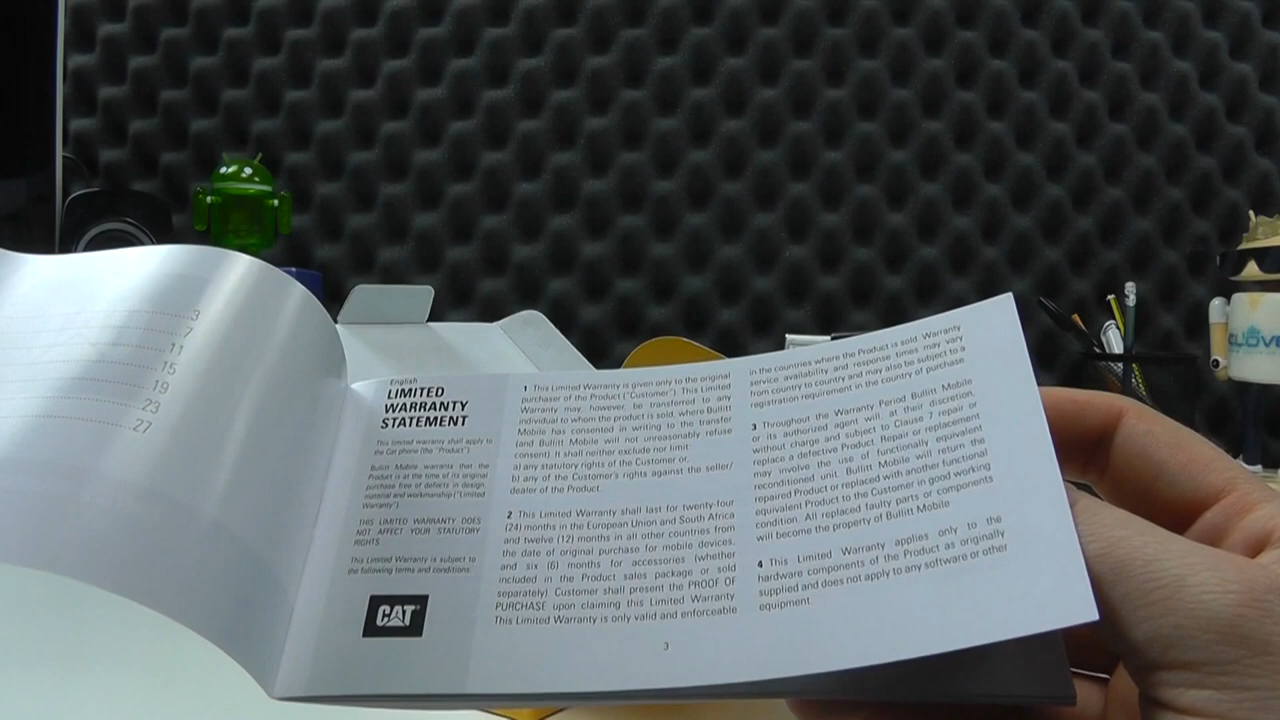 3
7
11
15
19
23
27
English
LIMITED
WARRANTY
STATEMENT
This limited warranty shall apply to
the Cat phone (the "Product").
Bullitt Mobile warrants that the
Product is at the time of its original
purchase free of defects in design,
material and workmanship ("Limited
Warranty").
THIS LIMITED WARRANTY DOES
NOT AFFECT YOUR STATUTORY
RIGHTS
This Limited Warranty is subject to
the following terms and conditions:
CAT
1 This Limited Warranty is given only to the original
purchaser of the Product ("Customer"). This Limited
Warranty may, however, be transferred to any
individual to whom the product is sold, where Bullitt
Mobile has consented in writing to the transfer
(and Bullitt Mobile will not unreasonably refuse
consent). It shall neither exclude nor limit
a) any statutory rights of the Customer or,
b) any of the Customer's rights against the seller/
dealer of the Product.
2 This Limited Warranty shall last for twenty-four
(24) months in the European Union and South Africa
and twelve (12) months in all other countries from
the date of original purchase for mobile devices,
and six (6) months for accessories (whether
included in the Product sales package or sold
separately). Customer shall present the PROOF OF
PURCHASE upon claiming this Limited Warranty
This Limited Warranty is only valid and enforceable
in the countries where the Product is sold. Warranty
service availability and response times may vary
from country to country and may also be subject to a
registration requirement in the country of purchase
3 Throughout the Warranty Period Bullitt Mobile
or its authorized agent will, at their discretion,
without charge and subject to Clause 7 repair or
replace a defective Product. Repair or replacement
may involve the use of functionally equivalent
reconditioned unit. Bullitt Mobile will return the
repaired Product or replaced with another functional
equivalent Product to the Customer in good working
condition. All replaced faulty parts or components
will become the property of Bullitt Mobile
4 This Limited Warranty applies only to the
hardware components of the Product as originally
supplied and does not apply to any software or other
equipment.
3